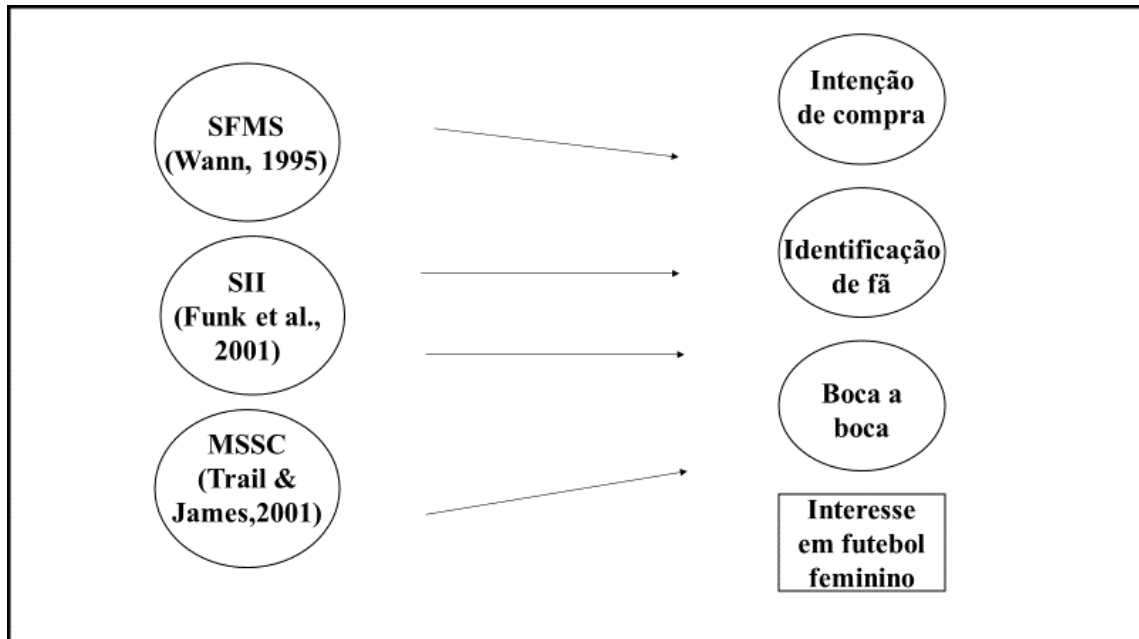 SFMS
(Wann, 1995)
SII
(Funk et al.,
2001)
MSSC
(Trail &
James,2001)
Intenção
de compra
Identificação
de fã
Boca a
boca
Interesse
em futebol
feminino